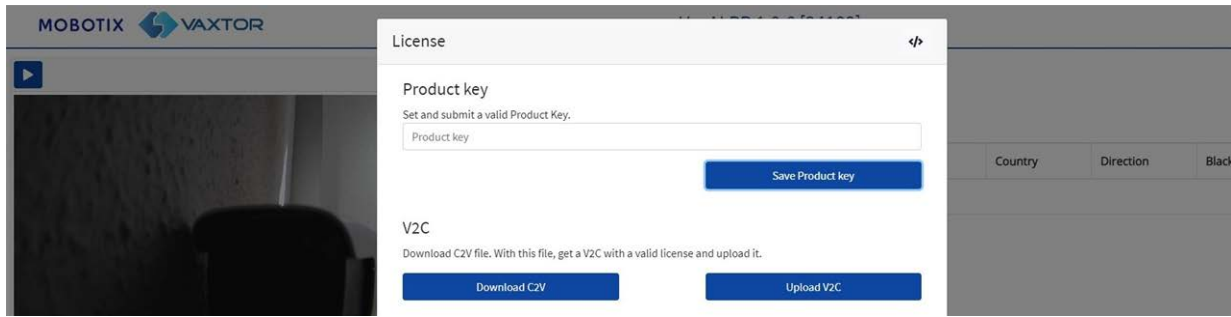 MOBOTIX VAXTOR
License
</>
Product key
Set and submit a valid Product Key.
Product key
Save Product key
Country Direction Black
V2C
Download C2V file. With this file, get a V2C with a valid license and upload it.
Download C2V Upload V2C